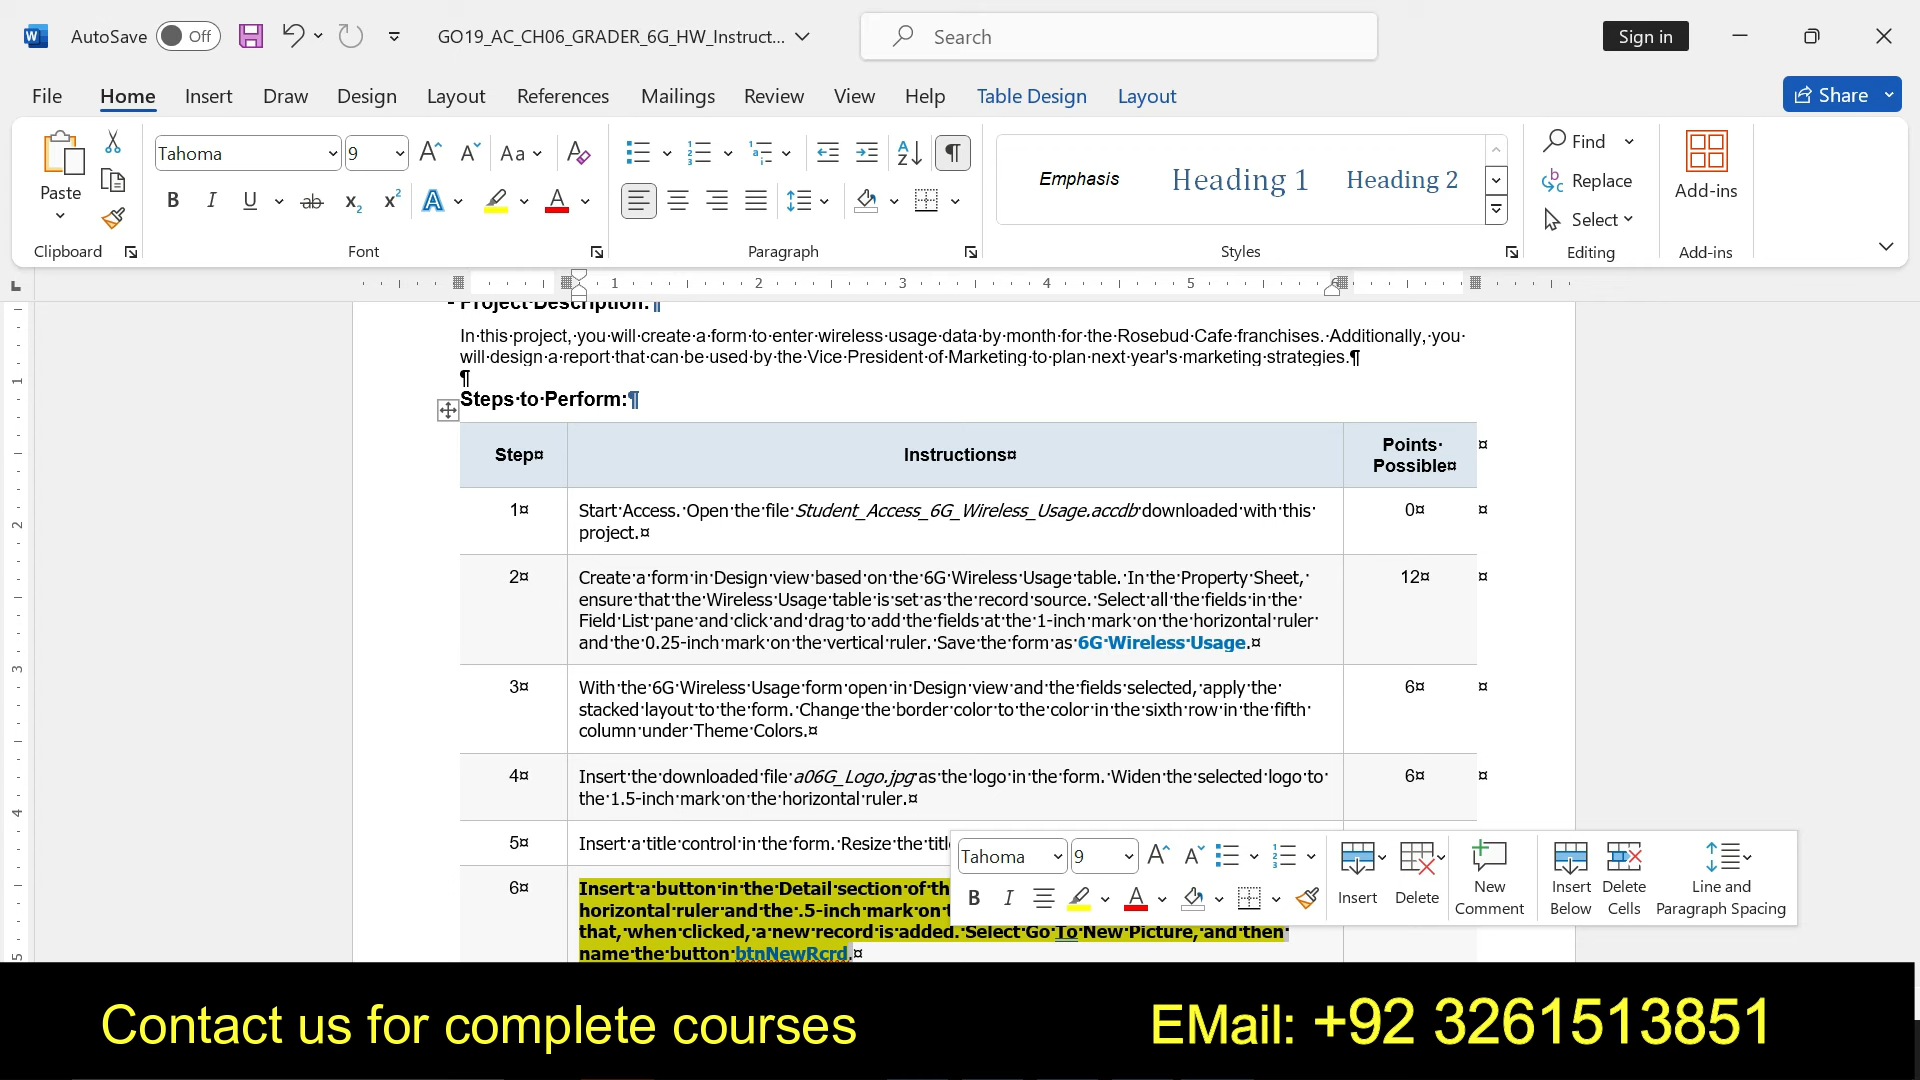 AutoSave Off GO19_AC_CH06_GRADER_6G_HW_Instruct... Search Sign in
File Home Insert Draw Design Layout References Mailings Review View Help Table Design Layout Share
Paste
Clipboard
Tahoma 9
Font
Paragraph
Emphasis Heading 1 Heading 2
Styles
Find
Replace
Select
Editing
Add-ins
Add-ins
1 2 3 4 5 6
Project·Description:¶
In·this·project,·you·will·create·a·form·to·enter·wireless·usage·data·by·month·for·the·Rosebud·Cafe·franchises.·Additionally,·you·
will·design·a·report·that·can·be·used·by·the·Vice·President·of·Marketing·to·plan·next·year's·marketing·strategies.¶
¶
Steps·to·Perform:¶
Step¤ Instructions¤ Points·Possible¤ ¤
1¤ Start·Access.·Open·the·file·Student_Access_6G_Wireless_Usage.accdb·downloaded·with·this· 0¤ ¤
project.¤
2¤ Create·a·form·in·Design·view·based·on·the·6G·Wireless·Usage·table.·In·the·Property·Sheet,· 12¤ ¤
ensure·that·the·Wireless·Usage·table·is·set·as·the·record·source.·Select·all·the·fields·in·the·
Field·List·pane·and·click·and·drag·to·add·the·fields·at·the·1-inch·mark·on·the·horizontal·ruler·
and·the·0.25-inch·mark·on·the·vertical·ruler.·Save·the·form·as·6G·Wireless·Usage.¤
3¤ With·the·6G·Wireless·Usage·form·open·in·Design·view·and·the·fields·selected,·apply·the· 6¤ ¤
stacked·layout·to·the·form.·Change·the·border·color·to·the·color·in·the·sixth·row·in·the·fifth·
column·under·Theme·Colors.¤
4¤ Insert·the·downloaded·file·a06G_Logo.jpg·as·the·logo·in·the·form.·Widen·the·selected·logo·to· 6¤ ¤
the·1.5-inch·mark·on·the·horizontal·ruler.¤
5¤ Insert·a·title·control·in·the·form.·Resize·the·titl
6¤ Insert·a·button·in·the·Detail·section·of·th
horizontal·ruler·and·the·.5-inch·mark·on·
that,·when·clicked,·a·new·record·is·added.·Select·Go·To·New·Picture,·and·then·
name·the·button·btnNewRcrd.¤
Tahoma 9
Insert
Delete
New Comment
Insert Below
Delete Cells
Line and Paragraph Spacing
Contact us for complete courses
EMail: +92 3261513851